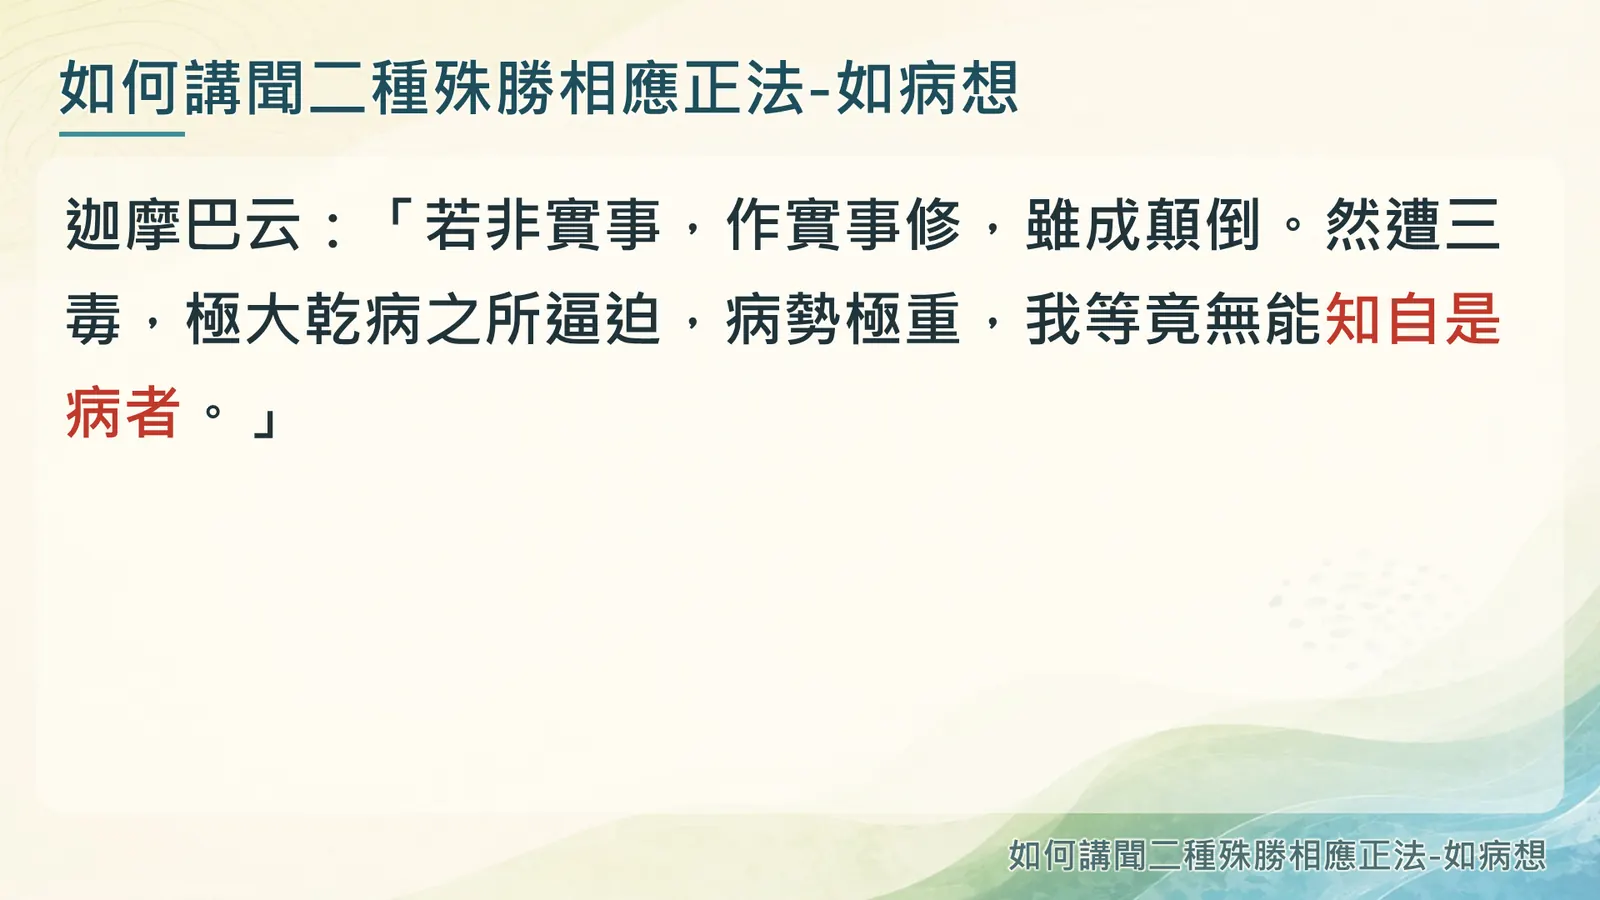 如何講聞二種殊勝相應正法-如病想
迦摩巴云：「若非實事，作實事修，雖成顛倒。然遭三
毒，極大乾病之所逼迫，病勢極重，我等竟無能知自是
病者。」
如何講聞二種殊勝相應正法-如病想